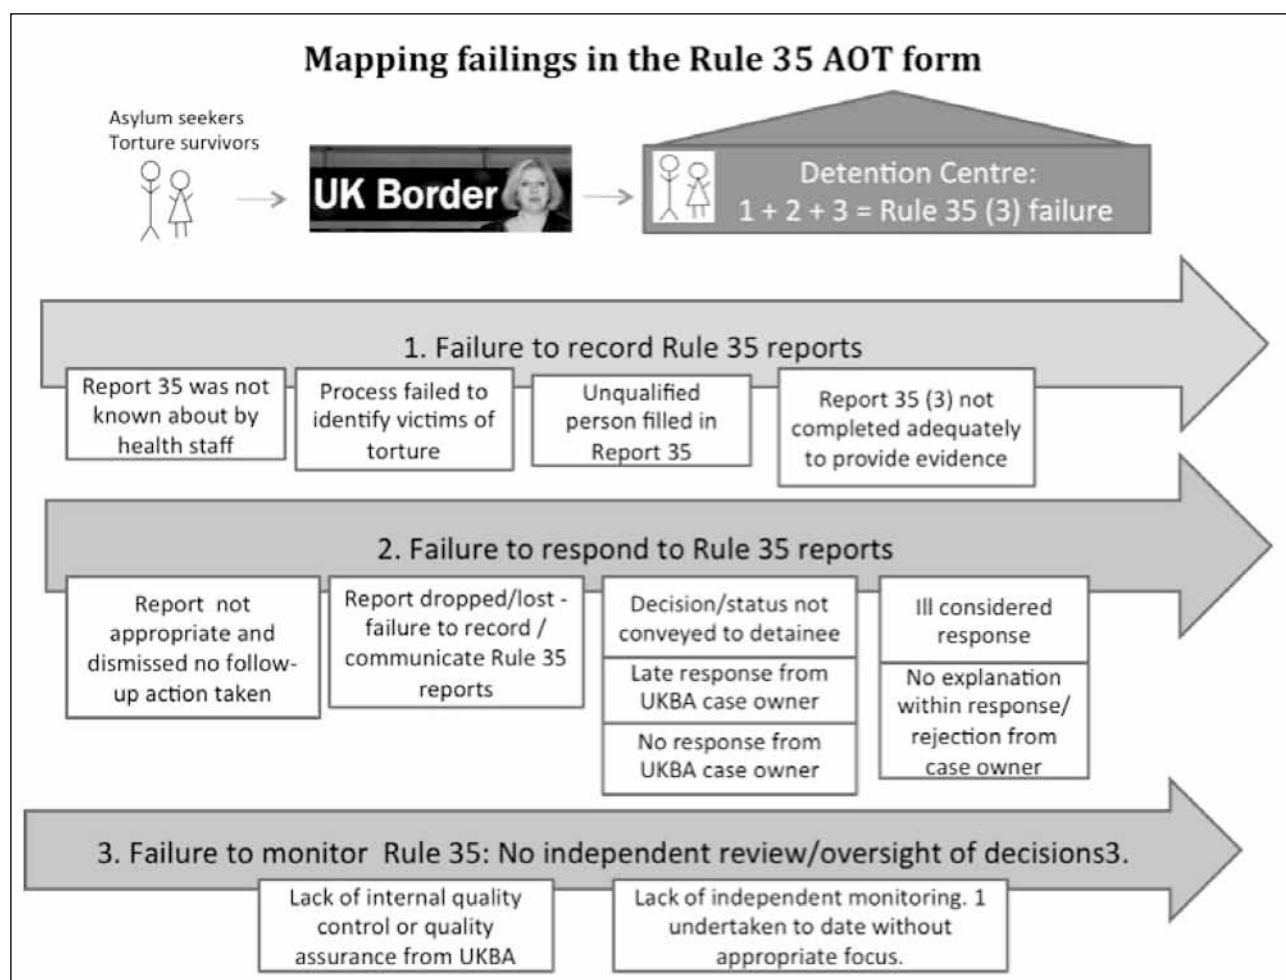 Mapping failings in the Rule 35 AOT form
Asylum seekers
Torture survivors
UK Border
Detention Centre:
1 + 2 + 3 = Rule 35 (3) failure
1. Failure to record Rule 35 reports
Report 35 was not
known about by
health staff
Process failed to
identify victims of
torture
Unqualified
person filled in
Report 35
Report 35 (3) not
completed adequately
to provide evidence
2. Failure to respond to Rule 35 reports
Report not
appropriate and
dismissed no follow-
up action taken
Report dropped/lost -
failure to record /
communicate Rule 35
reports
Decision/status not
conveyed to detainee
Late response from
UKBA case owner
No response from
UKBA case owner
Ill considered
response
No explanation
within response/
rejection from
case owner
3. Failure to monitor Rule 35: No independent review/oversight of decisions3.
Lack of internal quality
control or quality
assurance from UKBA
Lack of independent monitoring. 1
undertaken to date without
appropriate focus.